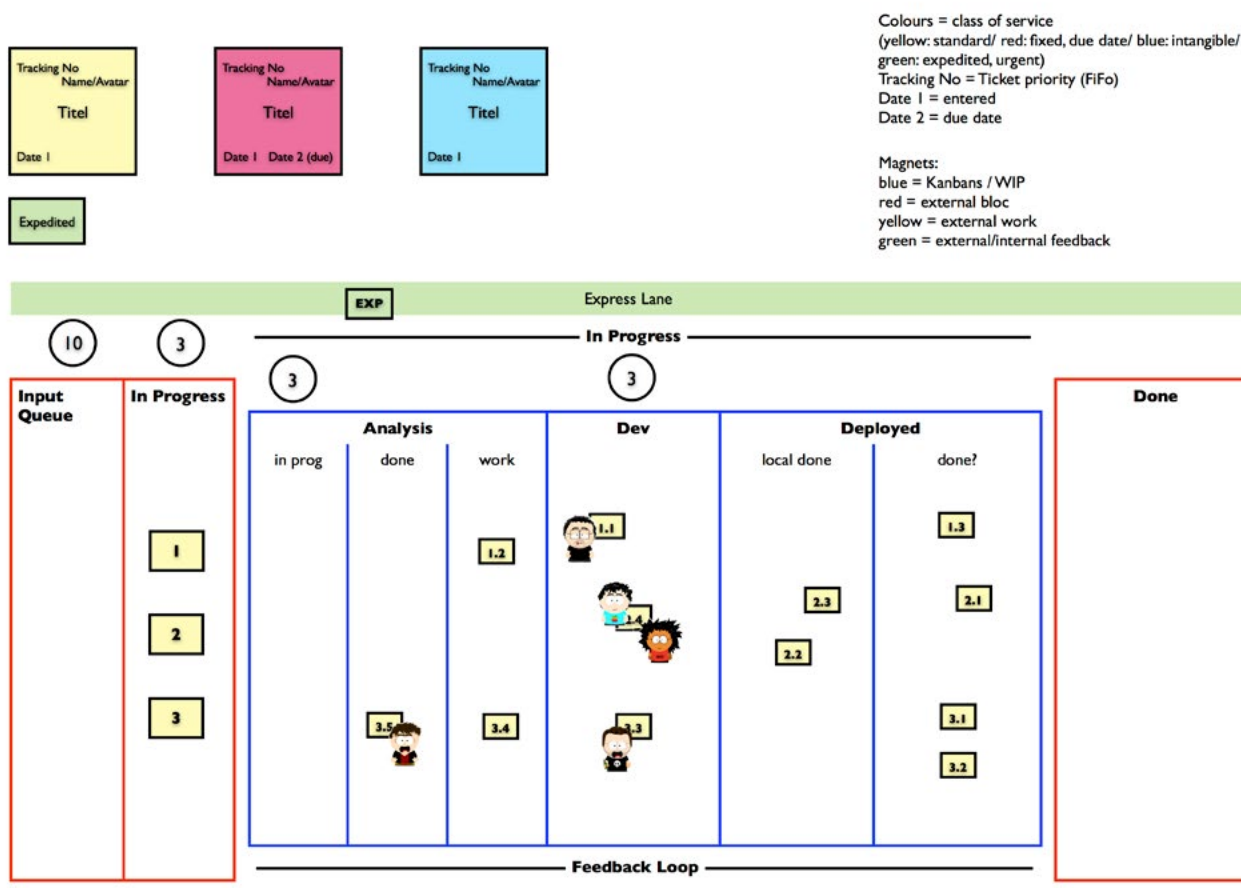 Colours = class of service
(yellow: standard/ red: fixed, due date/ blue: intangible/
green: expedited, urgent)
Tracking No = Ticket priority (FiFo)
Date 1 = entered
Date 2 = due date
Magnets:
blue = Kanbans / WIP
red = external bloc
yellow = external work
green = external/internal feedback
Tracking No
Name/Avatar
Titel
Date 1
Tracking No
Name/Avatar
Titel
Date 1 Date 2 (due)
Tracking No
Name/Avatar
Titel
Date 1
Expedited
EXP
Express Lane
In Progress
10
3
3
3
Input
Queue
In Progress
Done
Analysis
Dev
Deployed
in prog
done
work
local done
done?
1
2
3
1.2
1.1
1.3
2.4
2.3
2.1
2.2
3.5
3.4
3.3
3.1
3.2
Feedback Loop